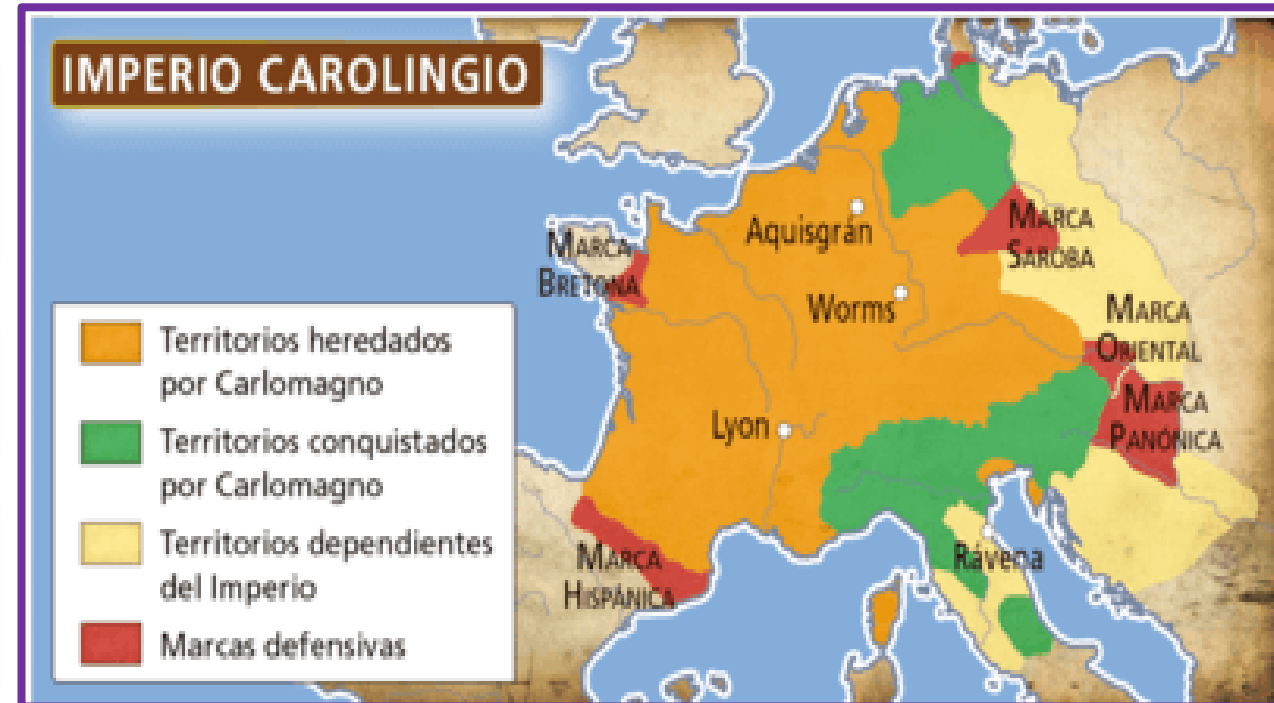 IMPERIO CAROLINGIO
Aquisgrán
MARCA
SAROBA
MARCA
BRETONA
Worms
MARCA
ORIENTAL
MARCA
PANÓNICA
Lyon
Rávena
MARCA
HISPÁNICA
Territorios heredados
por Carlomagno
Territorios conquistados
por Carlomagno
Territorios dependientes
del Imperio
Marcas defensivas